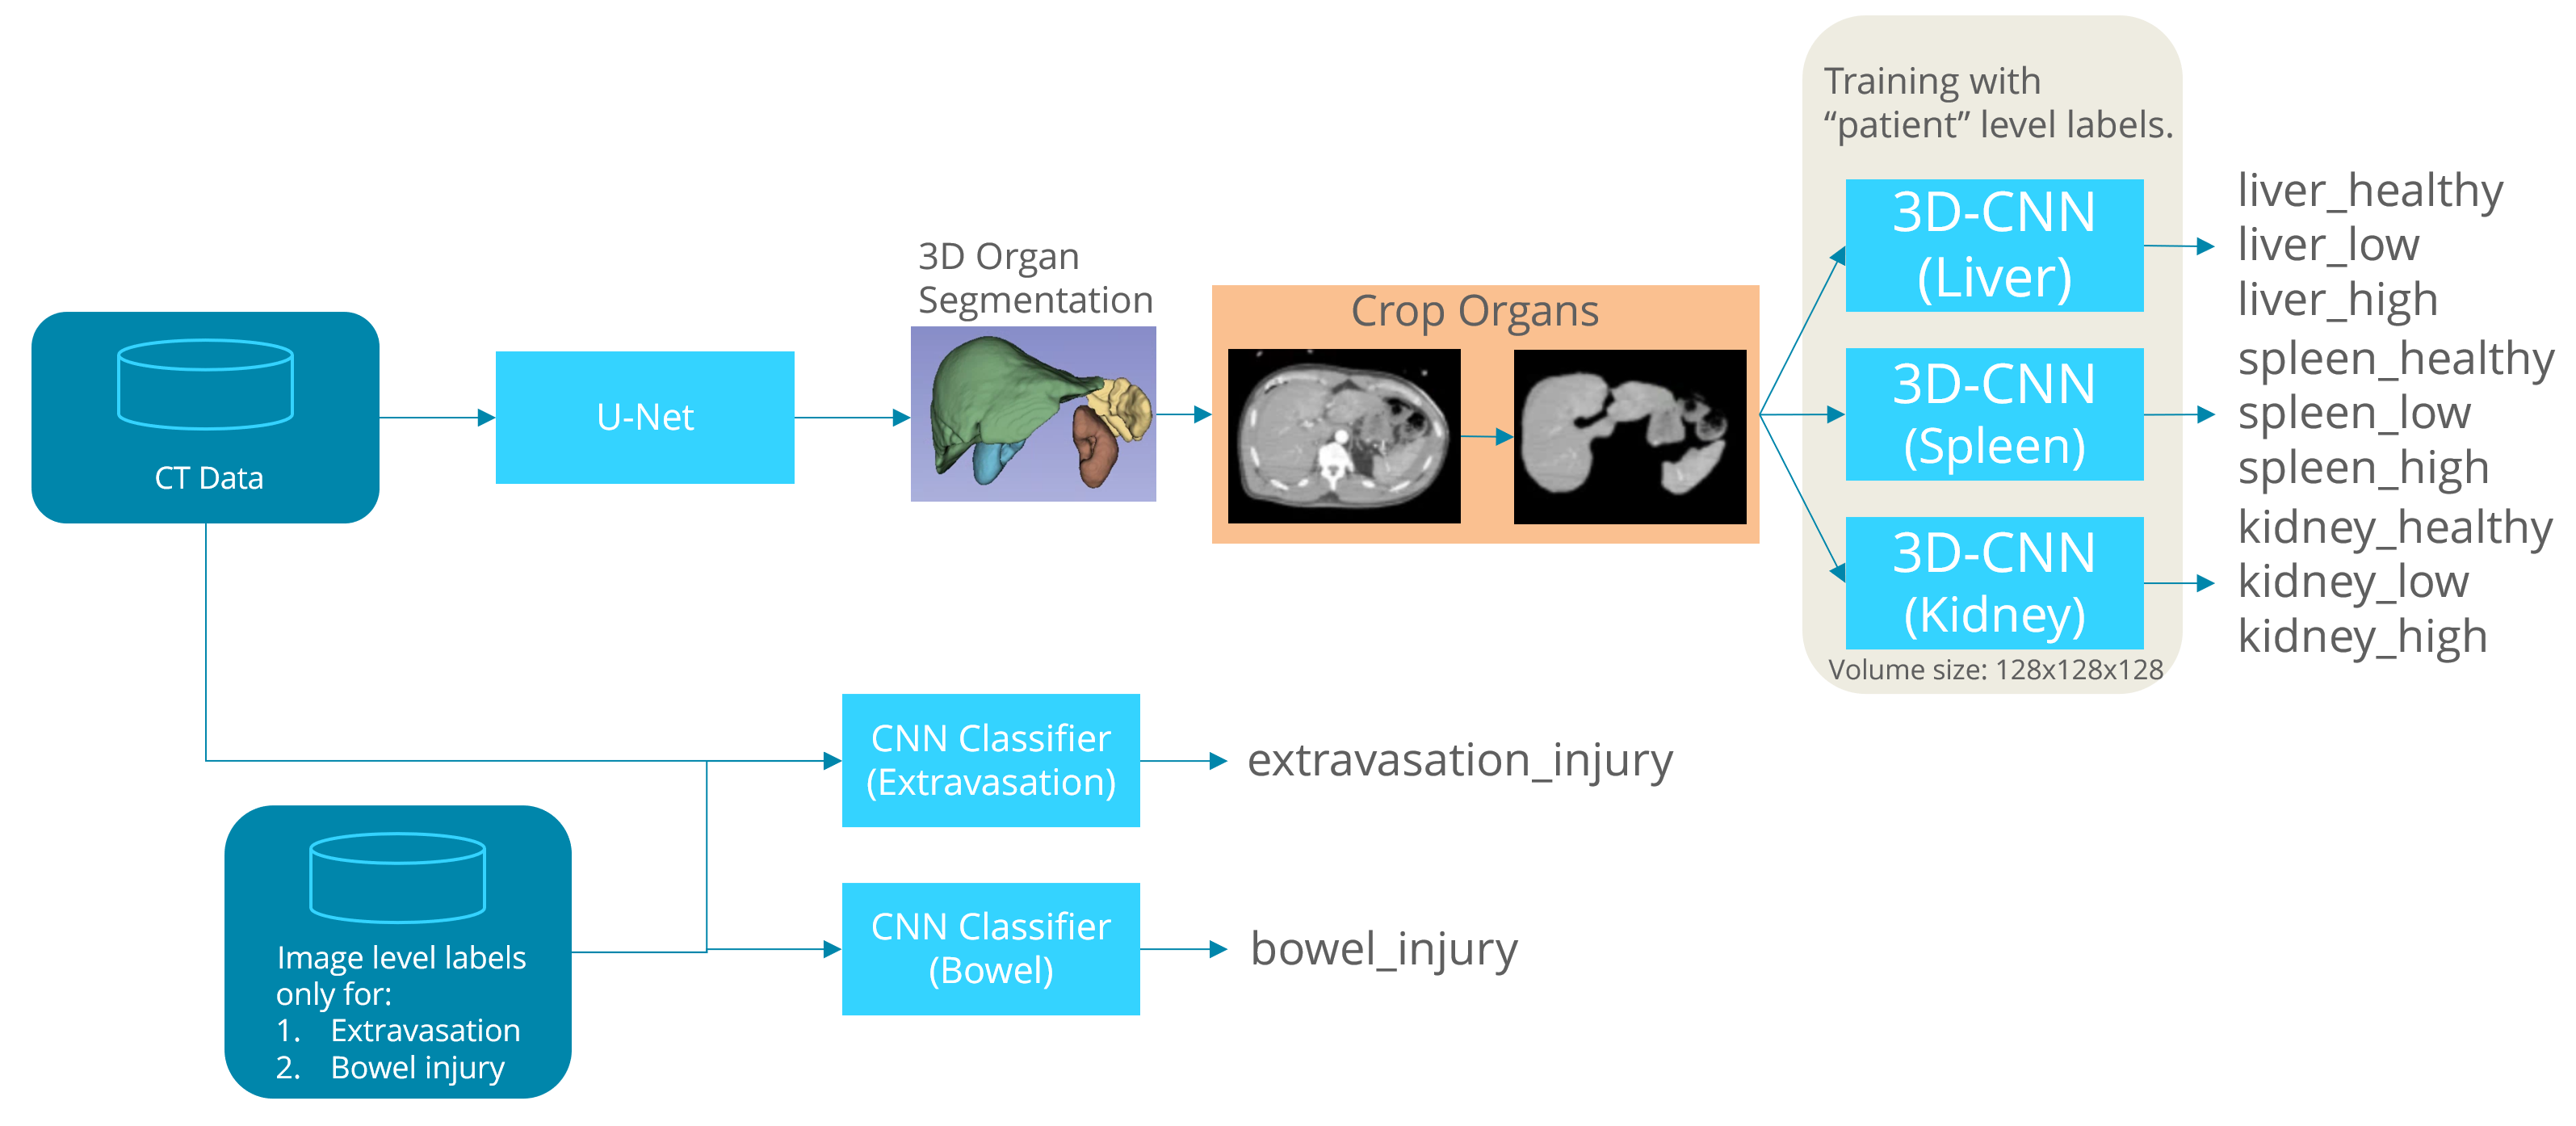 Training with
“patient” level labels.
3D-CNN
(Liver)
liver_healthy
liver_low
liver_high
3D Organ
Segmentation
Crop Organs
CT Data
U-Net
3D-CNN
(Spleen)
spleen_healthy
spleen_low
spleen_high
3D-CNN
(Kidney)
kidney_healthy
kidney_low
kidney_high
Volume size: 128x128x128
CNN Classifier
(Extravasation)
extravasation_injury
Image level labels
only for:
1. Extravasation
2. Bowel injury
CNN Classifier
(Bowel)
bowel_injury